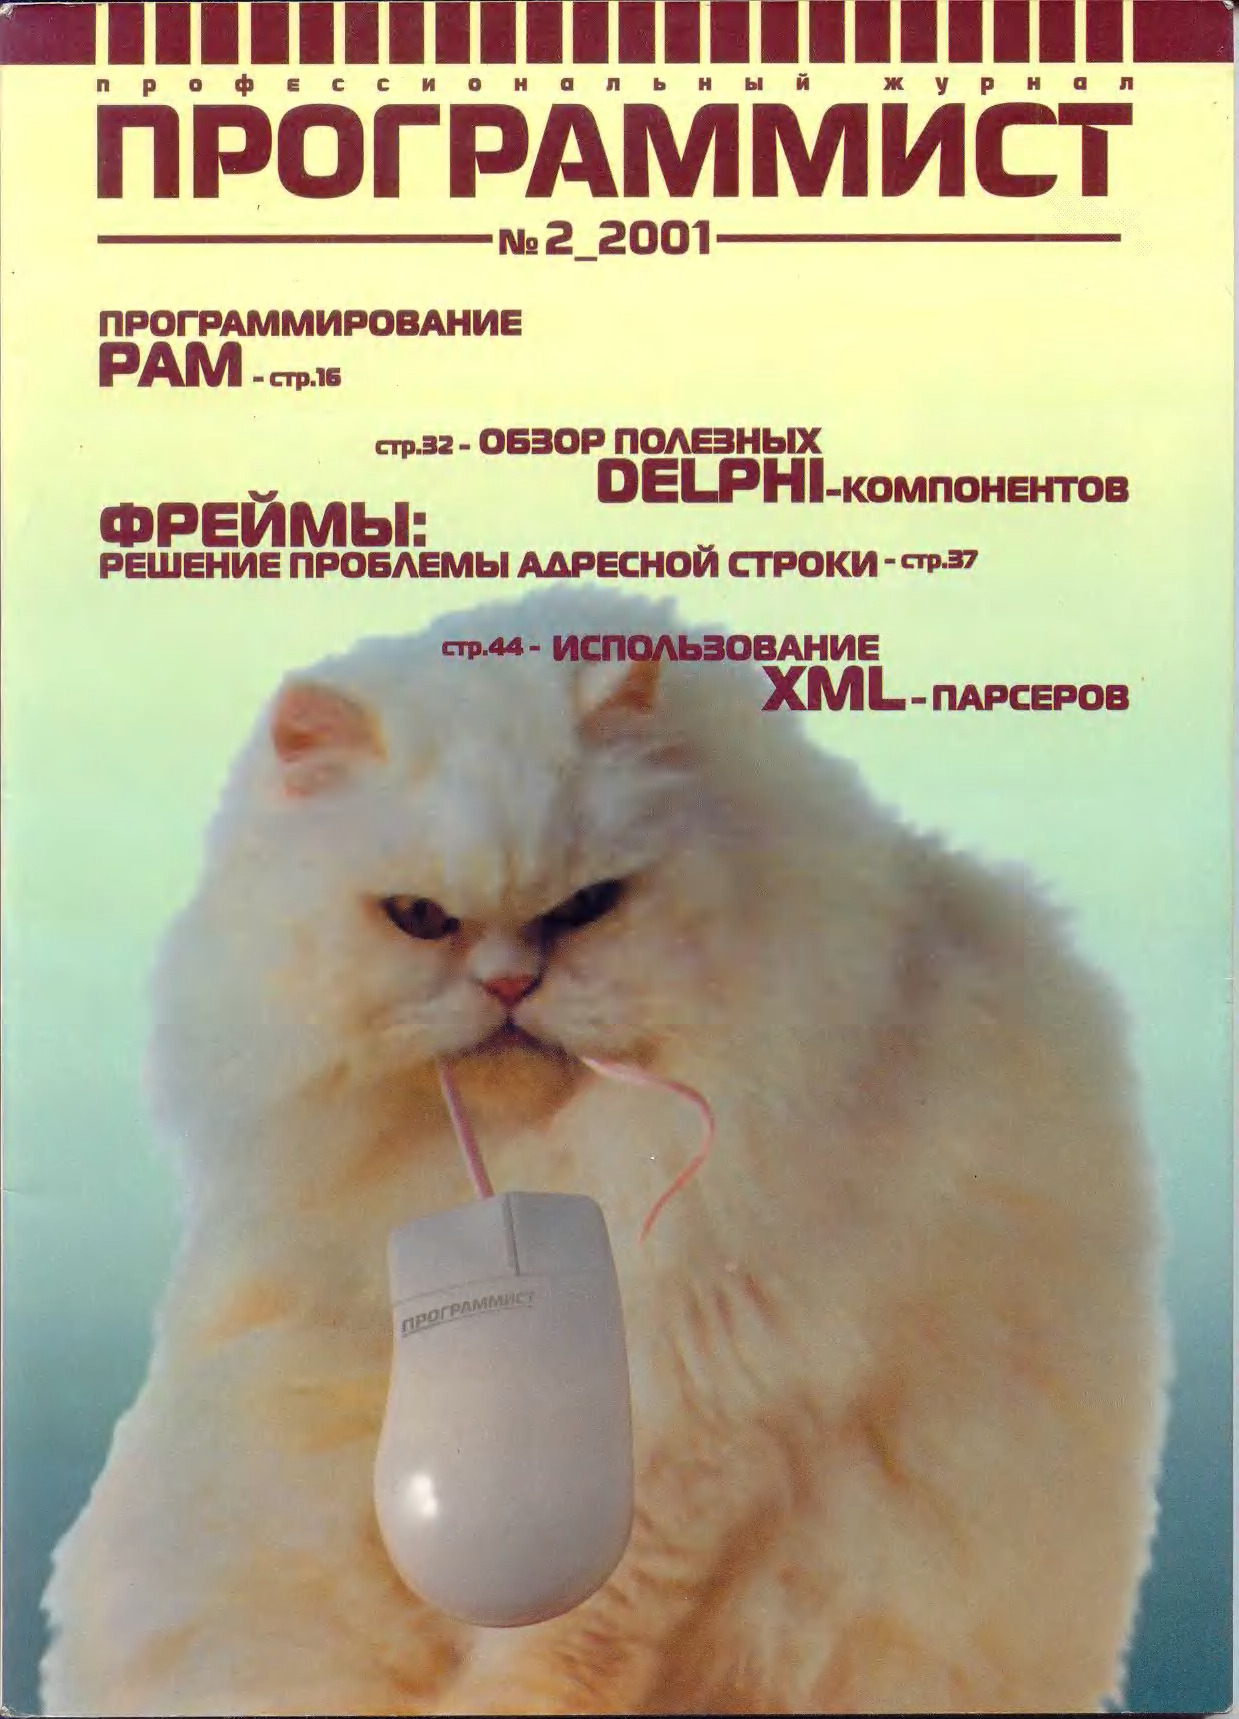 профессиональный журнал
ПРОГРАММИСТ
№2_2001
ПРОГРАММИРОВАНИЕ
PAM - стр.16
стр.32 - ОБЗОР ПОЛЕЗНЫХ
DELPHI-КОМПОНЕНТОВ
ФРЕЙМЫ:
РЕШЕНИЕ ПРОБЛЕМЫ АДРЕСНОЙ СТРОКИ - стр.37
стр.44 - ИСПОЛЬЗОВАНИЕ
XML-ПАРСЕРОВ
ПРОГРАММИСТ